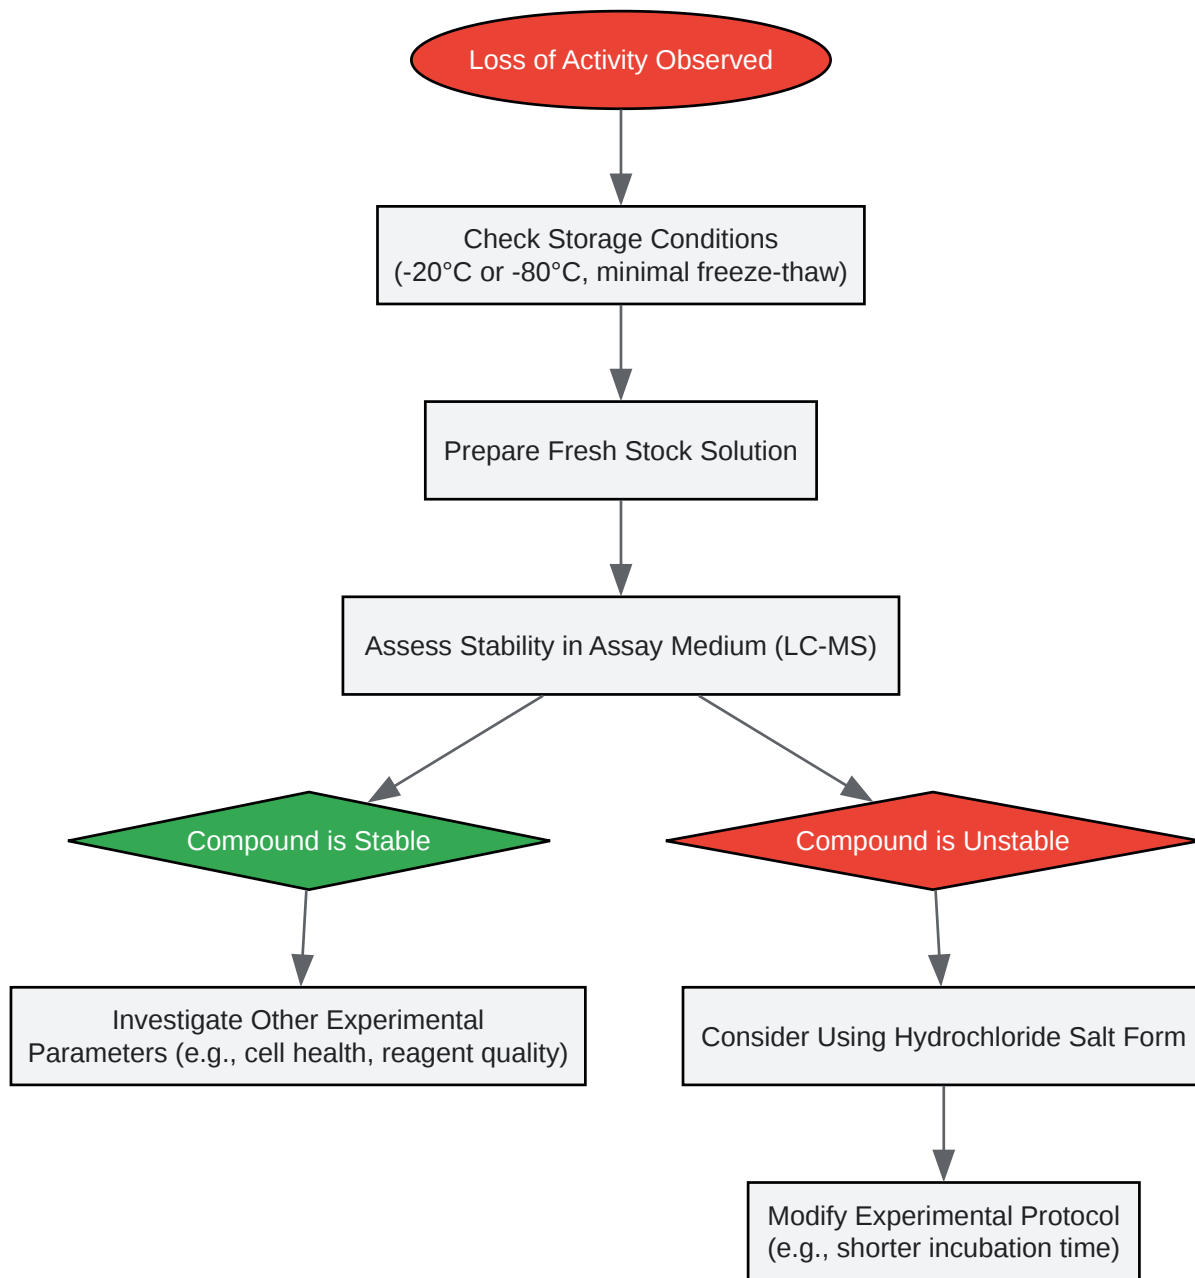 Loss of Activity Observed
Check Storage Conditions
(-20°C or -80°C, minimal freeze-thaw)
Prepare Fresh Stock Solution
Assess Stability in Assay Medium (LC-MS)
Compound is Stable
Compound is Unstable
Investigate Other Experimental
Parameters (e.g., cell health, reagent quality)
Consider Using Hydrochloride Salt Form
Modify Experimental Protocol
(e.g., shorter incubation time)